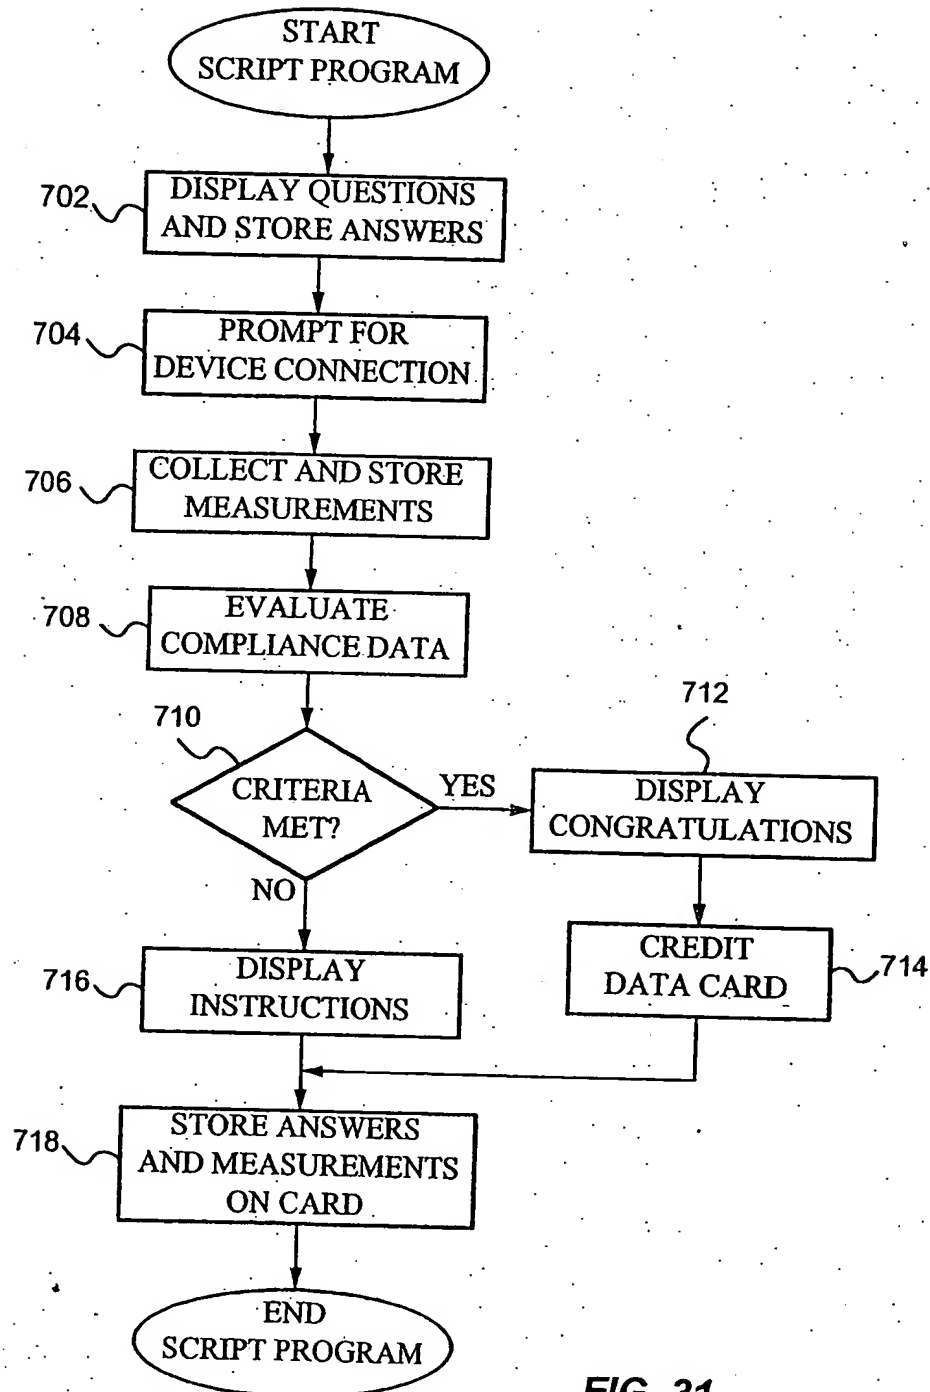 START
SCRIPT PROGRAM
702
DISPLAY QUESTIONS
AND STORE ANSWERS
704
PROMPT FOR
DEVICE CONNECTION
706
COLLECT AND STORE
MEASUREMENTS
708
EVALUATE
COMPLIANCE DATA
710
CRITERIA
MET?
YES
712
DISPLAY
CONGRATULATIONS
NO
CREDIT
DATA CARD
714
716
DISPLAY
INSTRUCTIONS
718
STORE ANSWERS
AND MEASUREMENTS
ON CARD
END
SCRIPT PROGRAM
FIG. 31